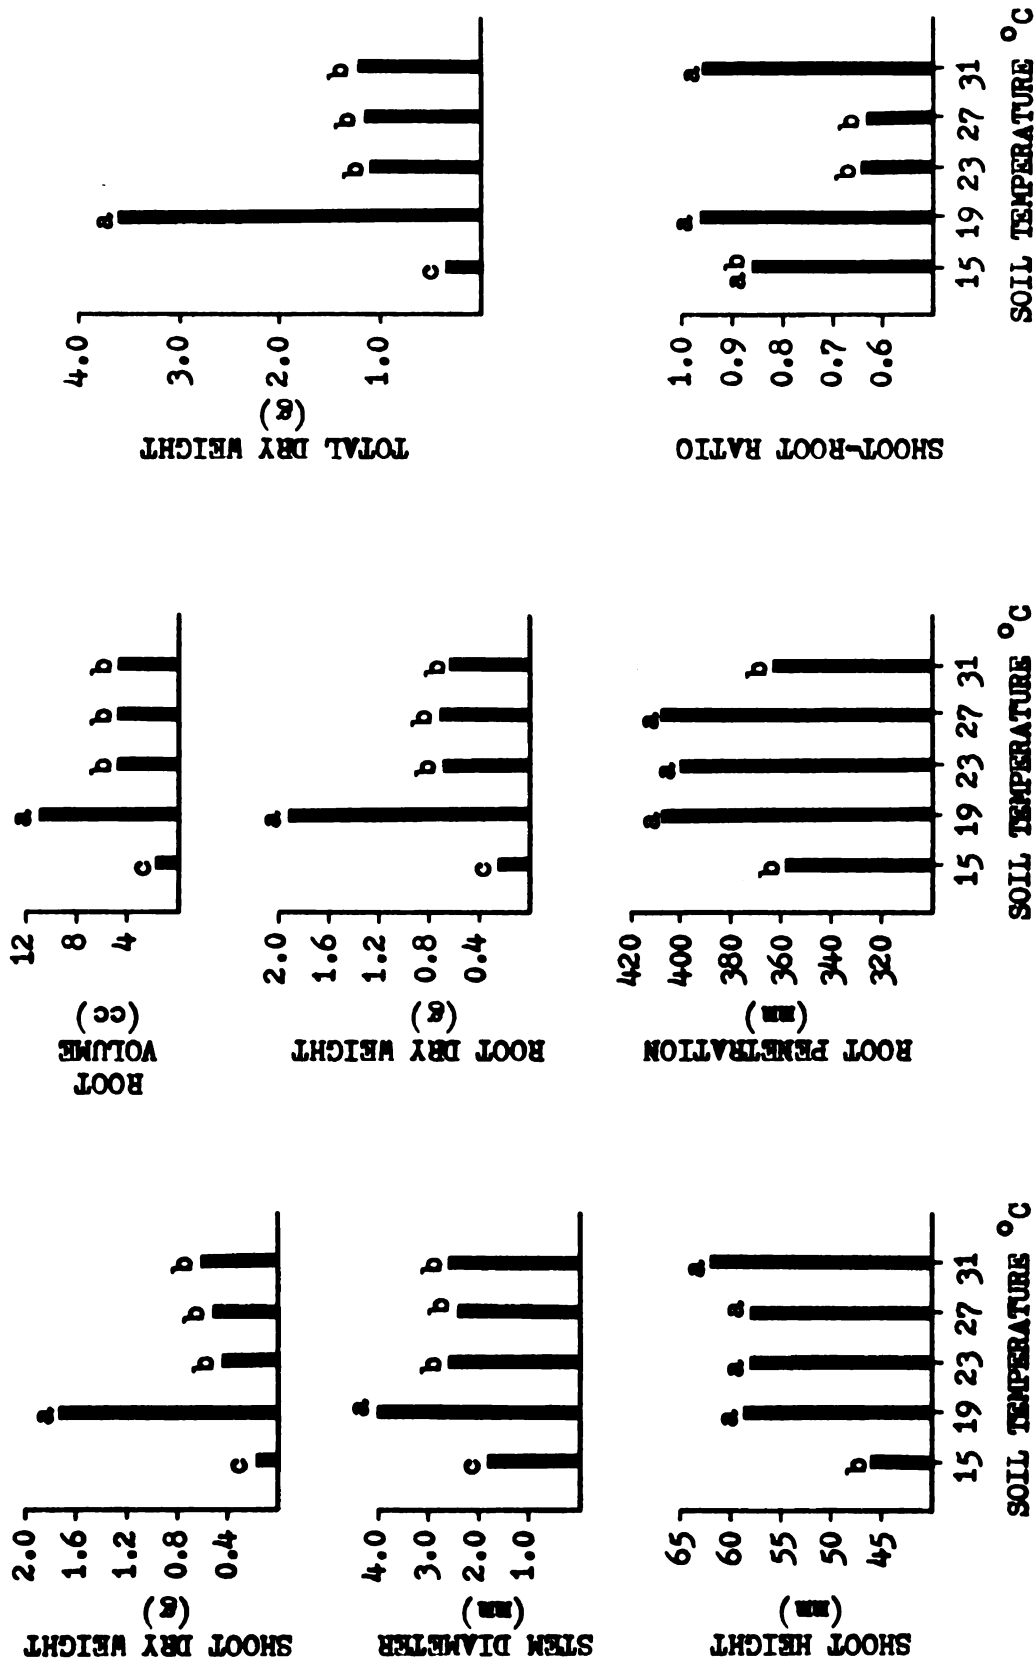 SHOOT DRY WEIGHT
(g)
2.0
1.6
1.2
0.8
0.4
c
a
b
b
b
STEM DIAMETER
(mm)
4.0
3.0
2.0
1.0
c
a
b
b
b
SHOOT HEIGHT
(mm)
65
60
55
50
45
b
a
a
a
a
15 19 23 27 31
SOIL TEMPERATURE °C
ROOT
VOLUME
(cc)
12
8
4
c
a
b
b
b
ROOT DRY WEIGHT
(g)
2.0
1.6
1.2
0.8
0.4
c
a
b
b
b
ROOT PENETRATION
(mm)
420
400
380
360
340
320
b
a
a
a
b
15 19 23 27 31
SOIL TEMPERATURE °C
TOTAL DRY WEIGHT
(g)
4.0
3.0
2.0
1.0
c
a
b
b
b
SHOOT-ROOT RATIO
1.0
0.9
0.8
0.7
0.6
ab
a
b
b
a
15 19 23 27 31
SOIL TEMPERATURE °C